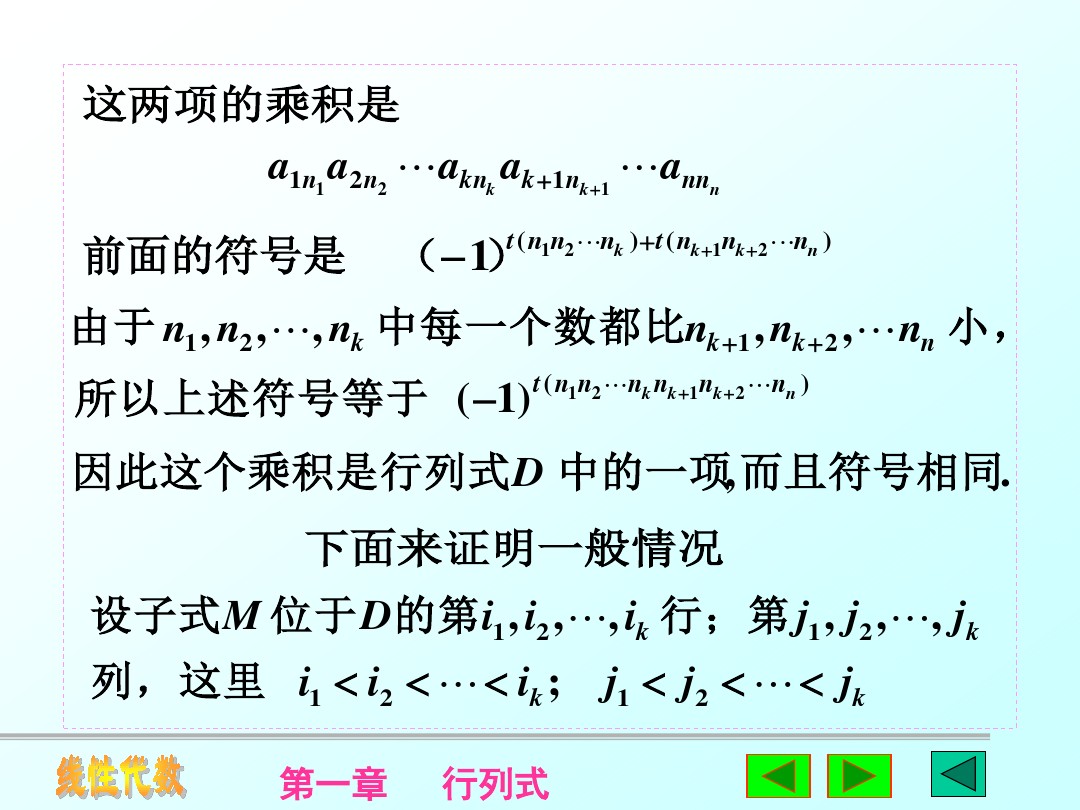 这两项的乘积是
$a_{1n_1}a_{2n_2}\cdots a_{kn_k}a_{k+1n_{k+1}}\cdots a_{nn_n}$
前面的符号是 $(-1)^{t(n_1n_2\cdots n_k)+t(n_{k+1}n_{k+2}\cdots n_n)}$
由于 $n_1,n_2,\cdots,n_k$ 中每一个数都比$n_{k+1},n_{k+2},\cdots n_n$ 小，
所以上述符号等于 $(-1)^{t(n_1n_2\cdots n_kn_{k+1}n_{k+2}\cdots n_n)}$
因此这个乘积是行列式$D$ 中的一项,而且符号相同.
下面来证明一般情况
设子式$M$ 位于$D$的第$i_1,i_2,\cdots,i_k$ 行；第$j_1,j_2,\cdots,j_k$
列，这里 $i_1<i_2<\cdots<i_k$; $j_1<j_2<\cdots<j_k$
线性代数 第一章 行列式